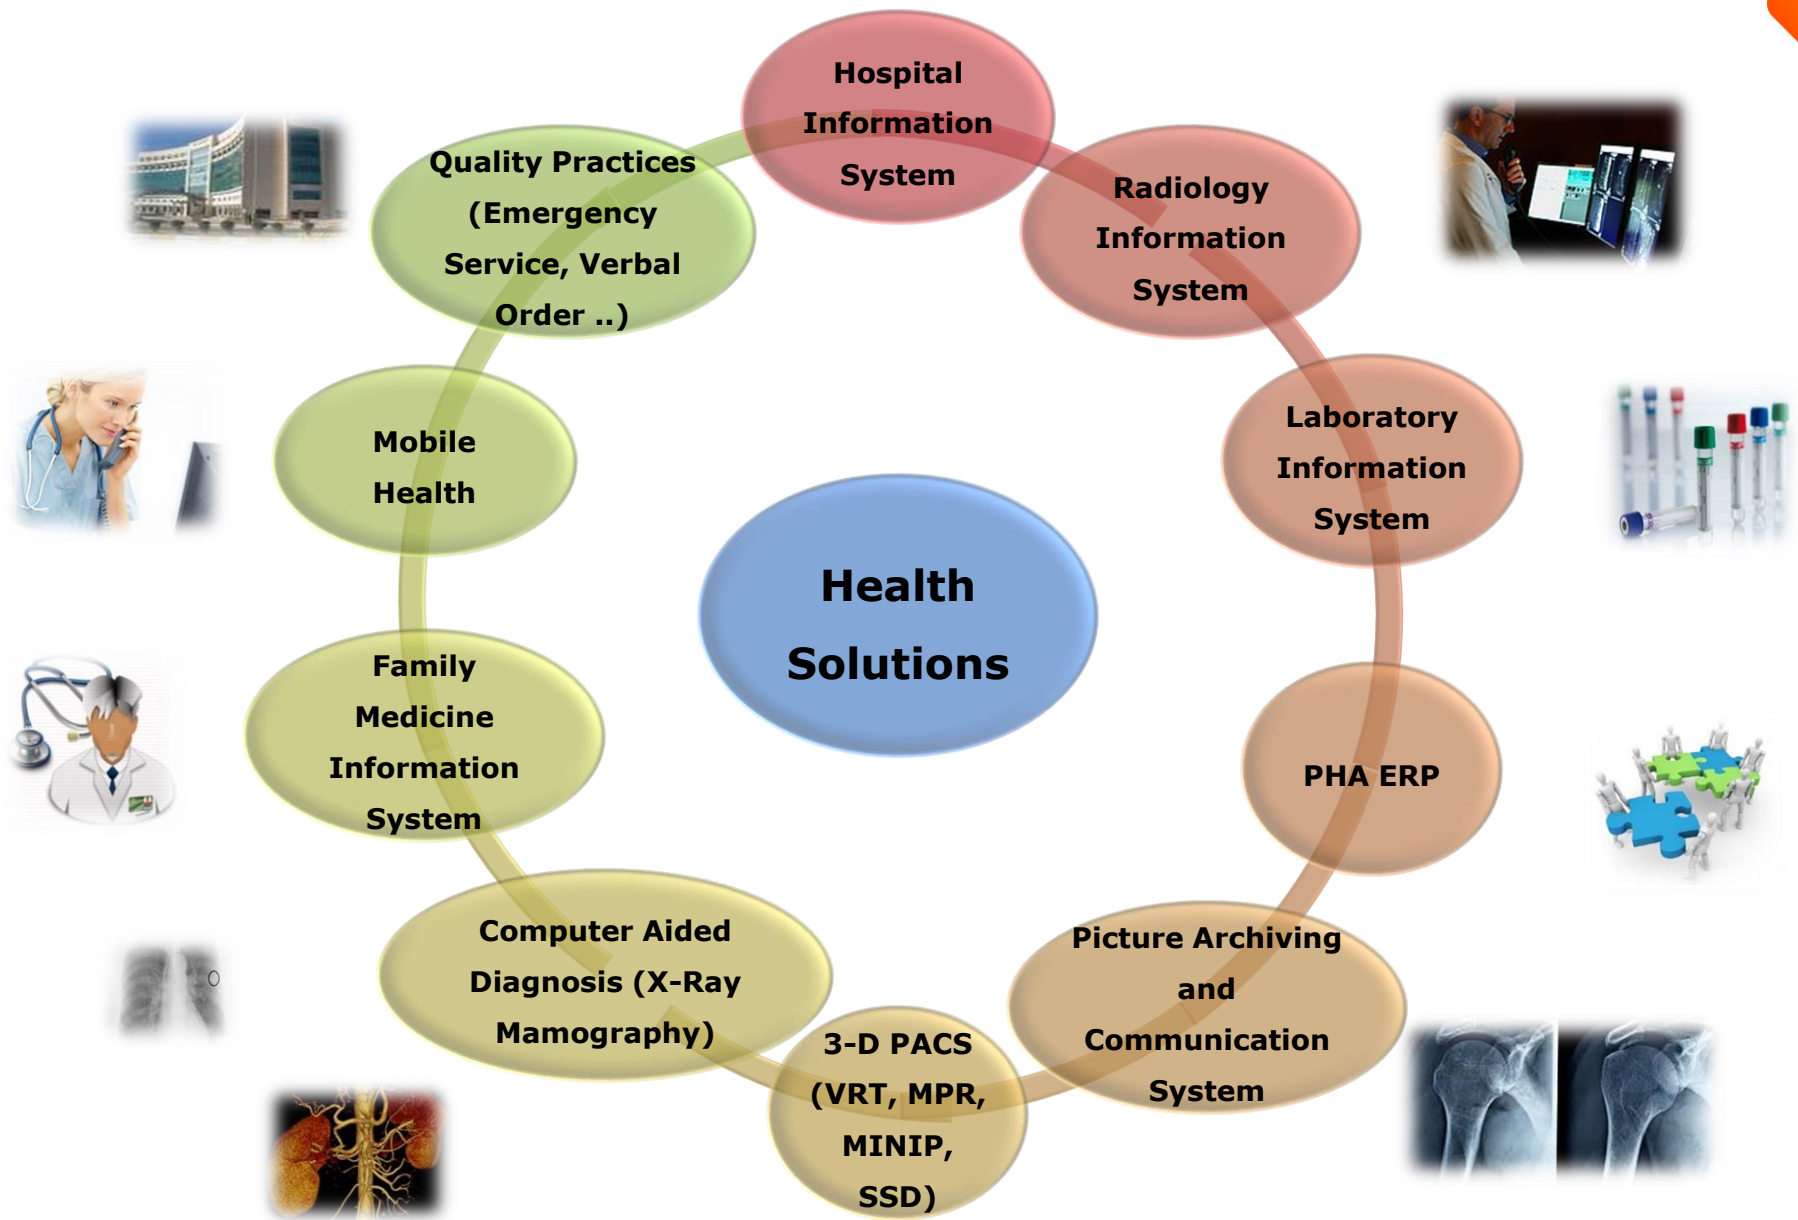 Hospital
Information
System
Radiology
Information
System
Laboratory
Information
System
PHA ERP
Picture Archiving
and
Communication
System
3-D PACS
(VRT, MPR,
MINIP,
SSD)
Computer Aided
Diagnosis (X-Ray
Mamography)
Family
Medicine
Information
System
Mobile
Health
Quality Practices
(Emergency
Service, Verbal
Order ..)
Health
Solutions